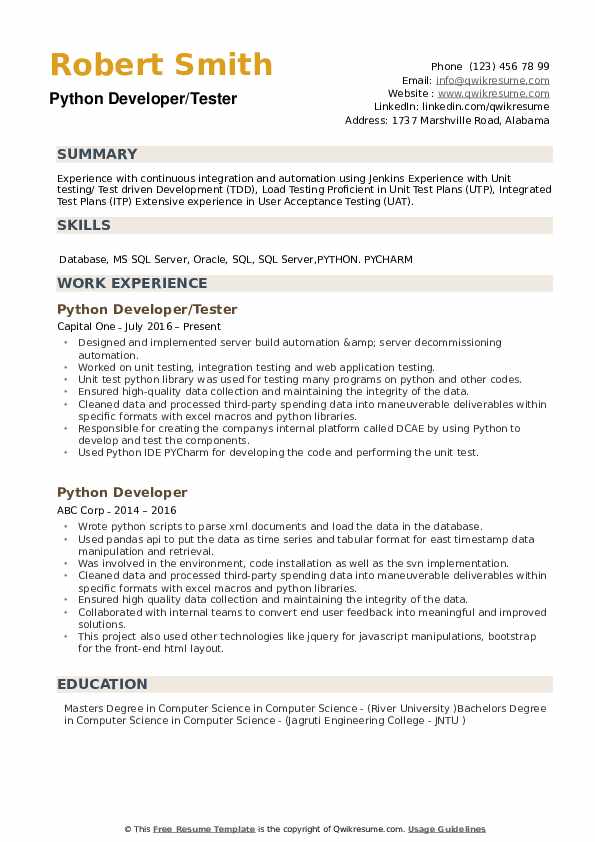 Robert Smith
Python Developer/Tester
Phone (123) 456 78 99
Email: info@qwikresume.com
Website : www.qwikresume.com
LinkedIn: linkedin.com/qwikresume
Address: 1737 Marshville Road, Alabama
SUMMARY
Experience with continuous integration and automation using Jenkins Experience with Unit
testing/ Test driven Development (TDD), Load Testing Proficient in Unit Test Plans (UTP), Integrated
Test Plans (ITP) Extensive experience in User Acceptance Testing (UAT).
SKILLS
Database, MS SQL Server, Oracle, SQL, SQL Server,PYTHON. PYCHARM
WORK EXPERIENCE
Python Developer/Tester
Capital One - July 2016 – Present
• Designed and implemented server build automation &amp; server decommissioning
automation.
• Worked on unit testing, integration testing and web application testing.
• Unit test python library was used for testing many programs on python and other codes.
• Ensured high-quality data collection and maintaining the integrity of the data.
• Cleaned data and processed third-party spending data into maneuverable deliverables within
specific formats with excel macros and python libraries.
• Responsible for creating the companys internal platform called DCAE by using Python to
develop and test the components.
• Used Python IDE PYCharm for developing the code and performing the unit test.
Python Developer
ABC Corp - 2014 – 2016
• Wrote python scripts to parse xml documents and load the data in the database.
• Used pandas api to put the data as time series and tabular format for east timestamp data
manipulation and retrieval.
• Was involved in the environment, code installation as well as the svn implementation.
• Cleaned data and processed third-party spending data into maneuverable deliverables within
specific formats with excel macros and python libraries.
• Ensured high quality data collection and maintaining the integrity of the data.
• Collaborated with internal teams to convert end user feedback into meaningful and improved
solutions.
• This project also used other technologies like jquery for javascript manipulations, bootstrap
for the front-end html layout.
EDUCATION
Masters Degree in Computer Science in Computer Science - (River University )Bachelors Degree
in Computer Science in Computer Science - (Jagruti Engineering College - JNTU )
© This Free Resume Template is the copyright of Qwikresume.com. Usage Guidelines